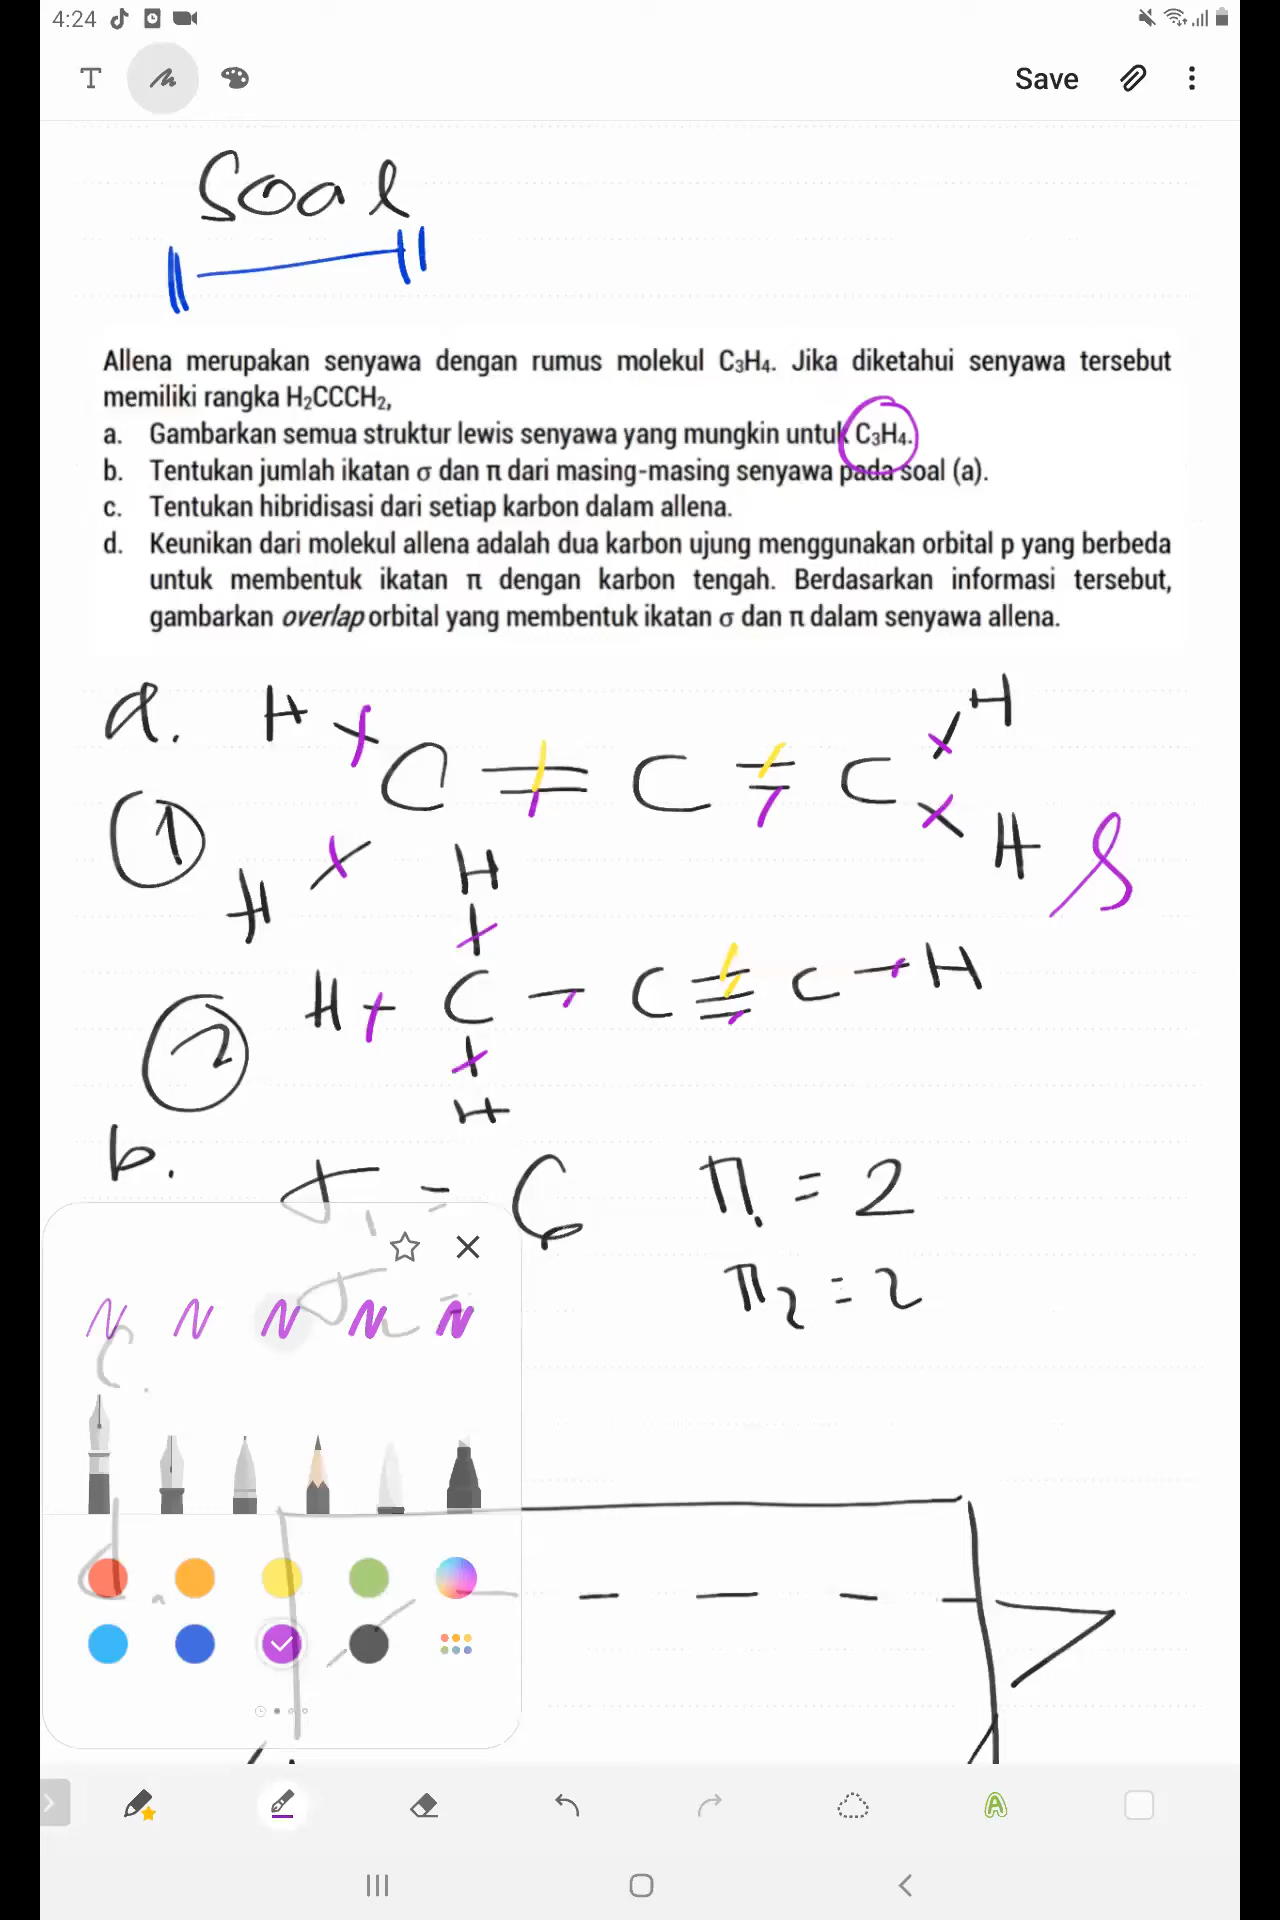 4:24
T
Save
Soal
Allena merupakan senyawa dengan rumus molekul C₃H₄. Jika diketahui senyawa tersebut
memiliki rangka H₂CCCH₂,
a. Gambarkan semua struktur lewis senyawa yang mungkin untuk C₃H₄.
b. Tentukan jumlah ikatan σ dan π dari masing-masing senyawa pada soal (a).
c. Tentukan hibridisasi dari setiap karbon dalam allena.
d. Keunikan dari molekul allena adalah dua karbon ujung menggunakan orbital p yang berbeda
untuk membentuk ikatan π dengan karbon tengah. Berdasarkan informasi tersebut,
gambarkan overlap orbital yang membentuk ikatan σ dan π dalam senyawa allena.
a. H H
C = C = C
① H H
H
② H - C - C ≡ C - H
H
b. σ₁ = 6 π₁ = 2
σ₂ = π₂ = 2
c.
d.
A